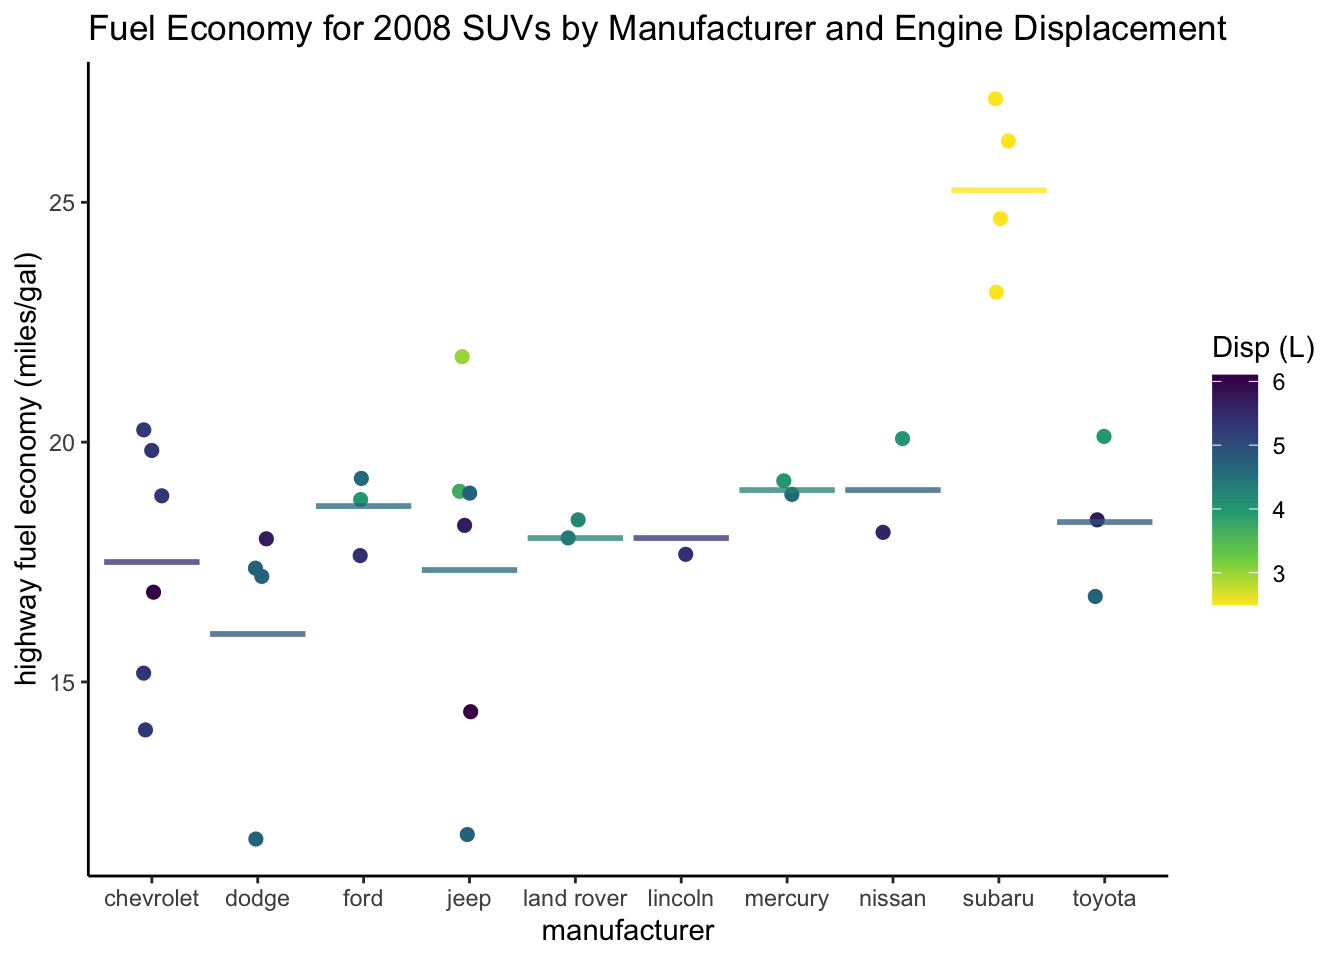 Fuel Economy for 2008 SUVs by Manufacturer and Engine Displacement
highway fuel economy (miles/gal)
25
20
15
chevrolet dodge ford jeep land rover lincoln mercury nissan subaru toyota
manufacturer
Disp (L)
6
5
4
3